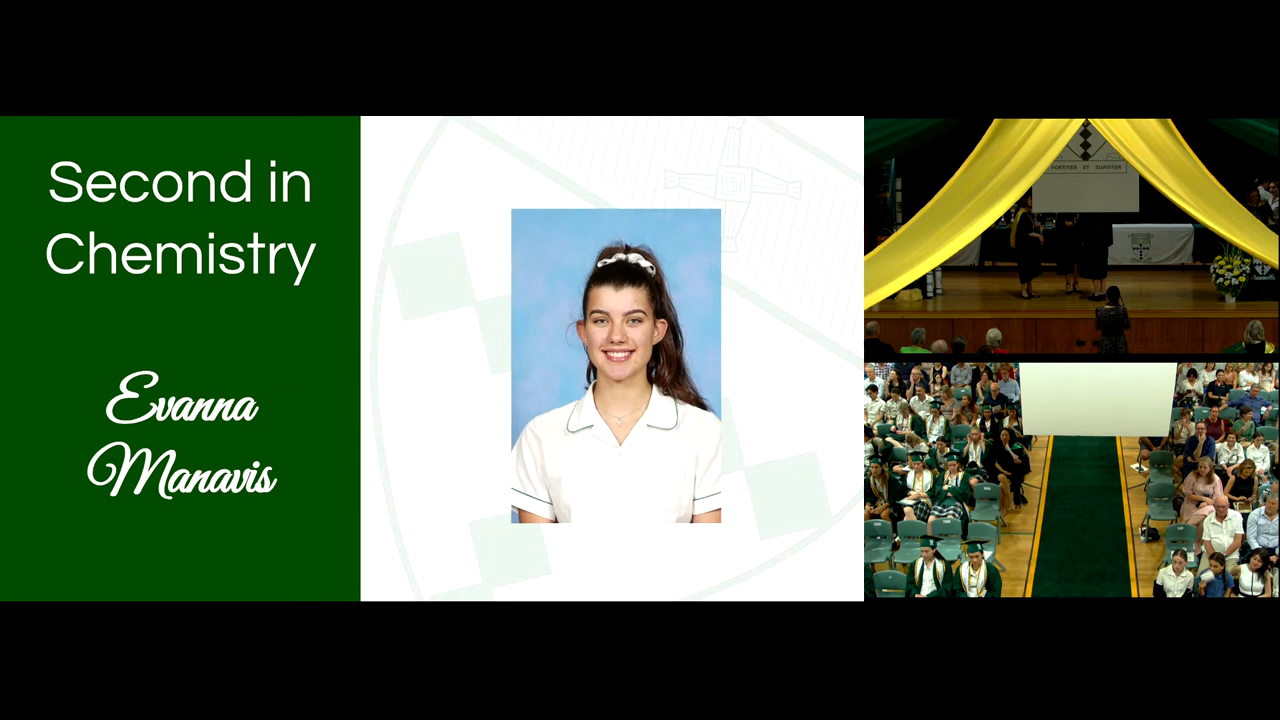 Second in
Chemistry
Evanna
Manavis
FORTITER ET SUAVITER